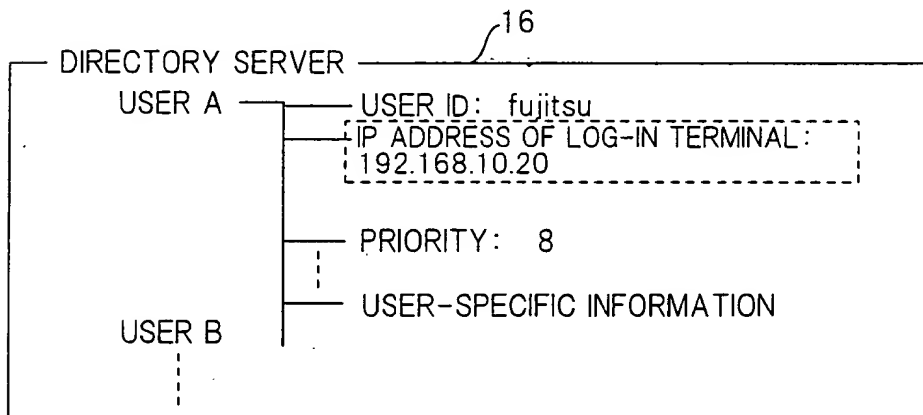 16
DIRECTORY SERVER
USER A
USER ID: fujitsu
IP ADDRESS OF LOG-IN TERMINAL:
192.168.10.20
PRIORITY: 8
USER-SPECIFIC INFORMATION
USER B